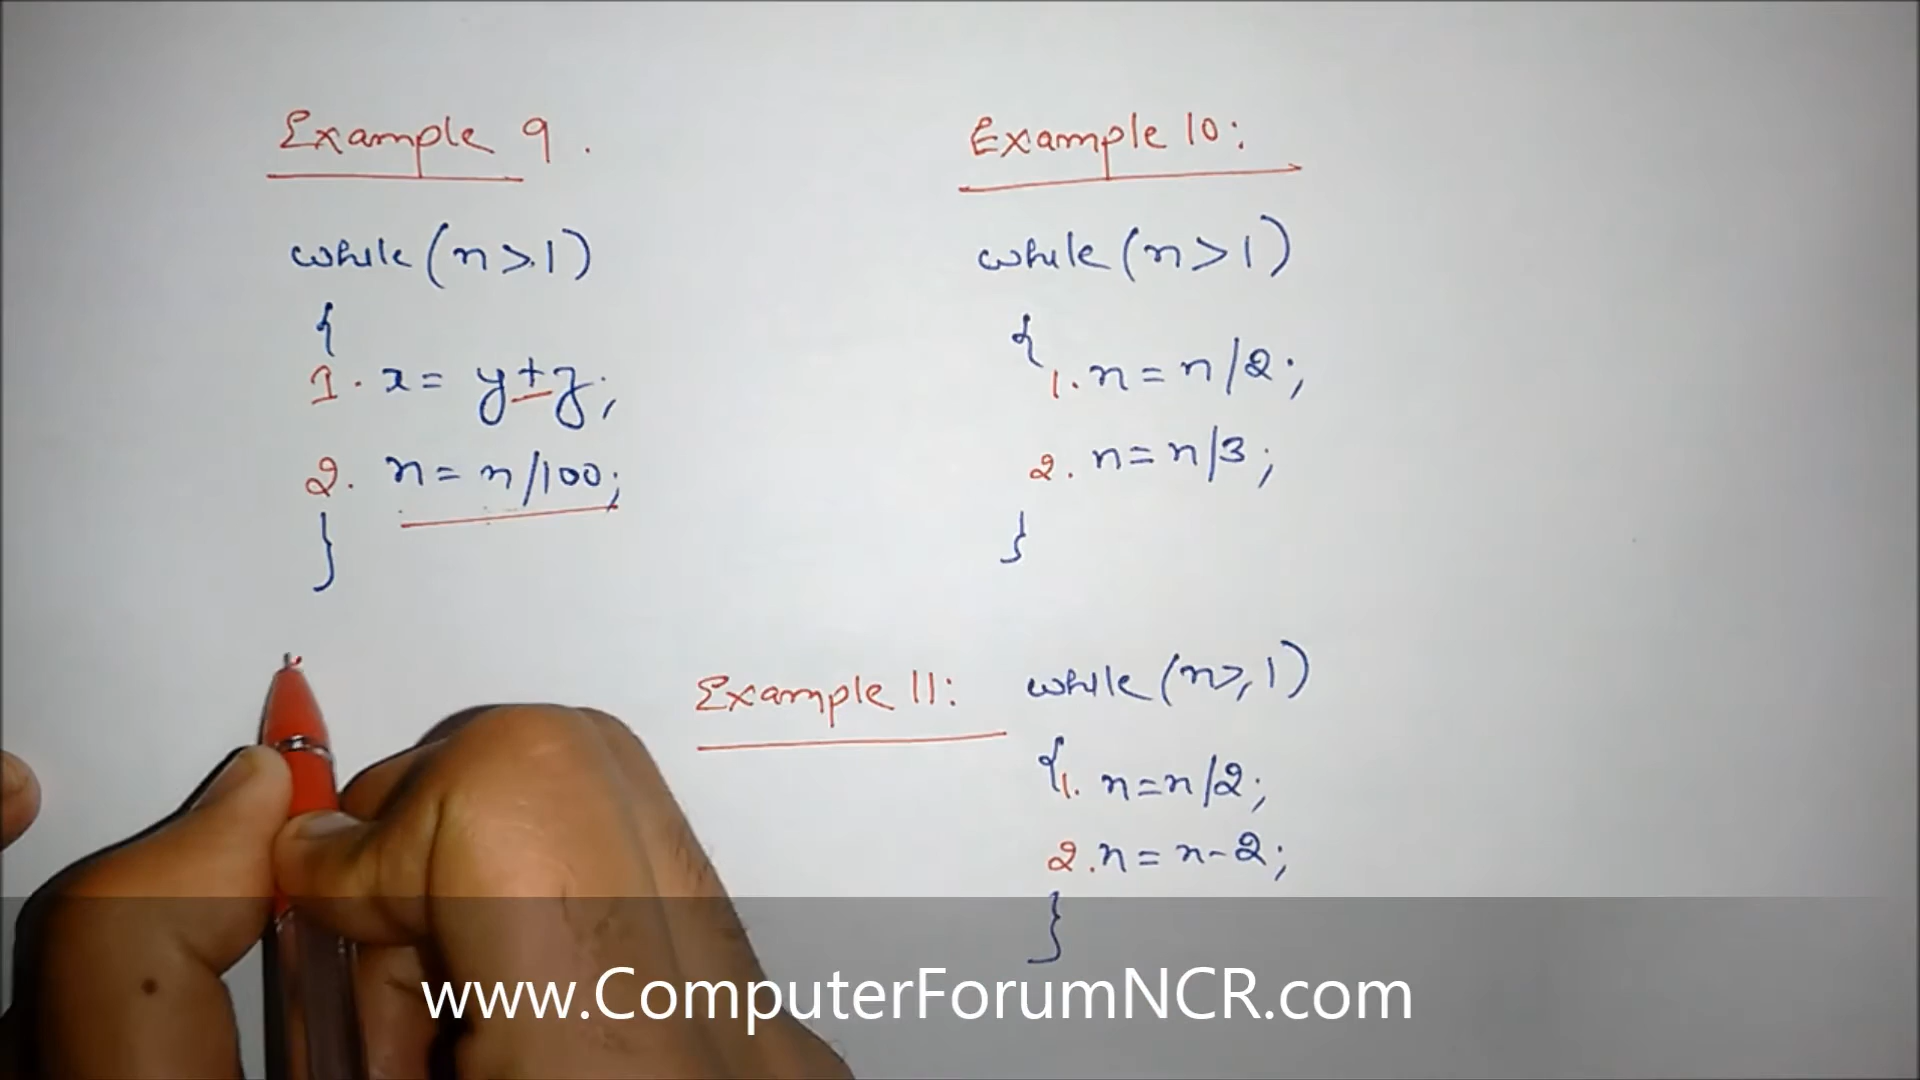 Example 9.
while (n>1)
{
1. x = y+z;
2. n = n/100;
}
Example 10:
while (n>1)
{
1. n = n/2;
2. n = n/3;
}
Example 11:
while (n>,1)
{
1. n=n/2;
2. n = n-2;
}
www.ComputerForumNCR.com